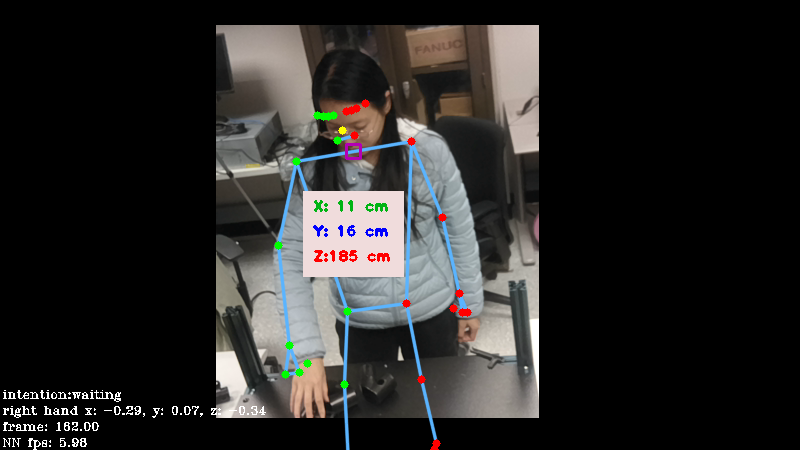 FANUC
X: 11 cm
Y: 16 cm
Z:185 cm
intention:waiting
right hand x: -0.29, y: 0.07, z: -0.34
frame: 162.00
NN fps: 5.98